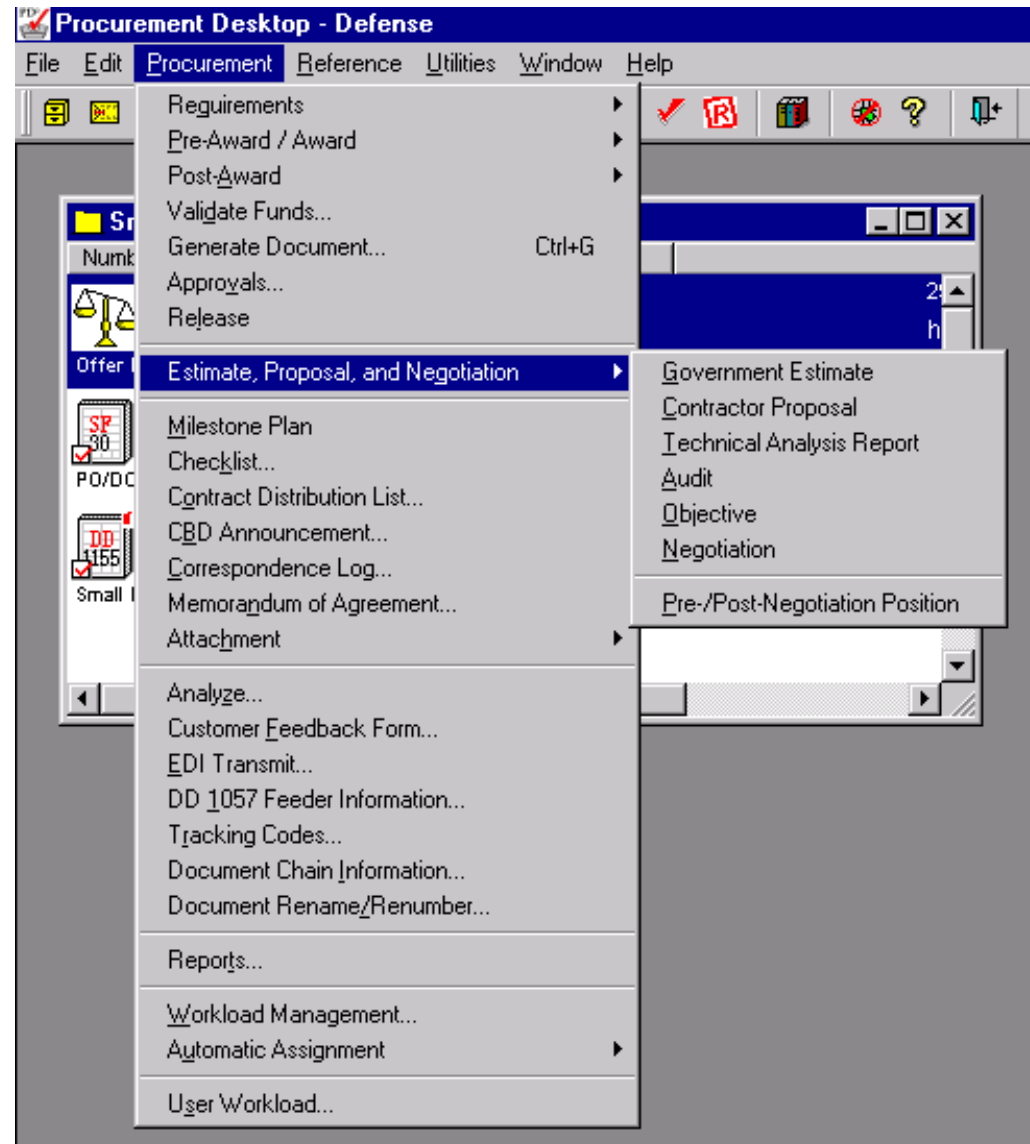 Procurement Desktop - Defense
File Edit Procurement Reference Utilities Window Help
Requirements
Pre-Award / Award
Post-Award
Validate Funds...
Generate Document... Ctrl+G
Approvals...
Release
Estimate, Proposal, and Negotiation
Milestone Plan
Checklist...
Contract Distribution List...
CBD Announcement...
Correspondence Log...
Memorandum of Agreement...
Attachment
Analyze...
Customer Feedback Form...
EDI Transmit...
DD 1057 Feeder Information...
Tracking Codes...
Document Chain Information...
Document Rename/Renumber...
Reports...
Workload Management...
Automatic Assignment
User Workload...
Government Estimate
Contractor Proposal
Technical Analysis Report
Audit
Objective
Negotiation
Pre-/Post-Negotiation Position
Offer
SF
30
PO/DO
DD
1155
Small
R